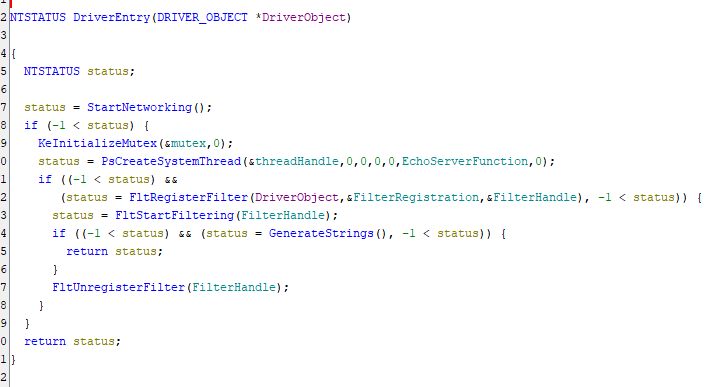 1
2 NTSTATUS DriverEntry(DRIVER_OBJECT *DriverObject)
3
4 {
5   NTSTATUS status;
6
7   status = StartNetworking();
8   if (-1 < status) {
9     KeInitializeMutex(&mutex,0);
0     status = PsCreateSystemThread(&threadHandle,0,0,0,0,EchoServerFunction,0);
1     if ((-1 < status) &&
2        (status = FltRegisterFilter(DriverObject,&FilterRegistration,&FilterHandle), -1 < status)) {
3       status = FltStartFiltering(FilterHandle);
4       if ((-1 < status) && (status = GenerateStrings(), -1 < status)) {
5         return status;
6       }
7       FltUnregisterFilter(FilterHandle);
8     }
9   }
0   return status;
1 }
2